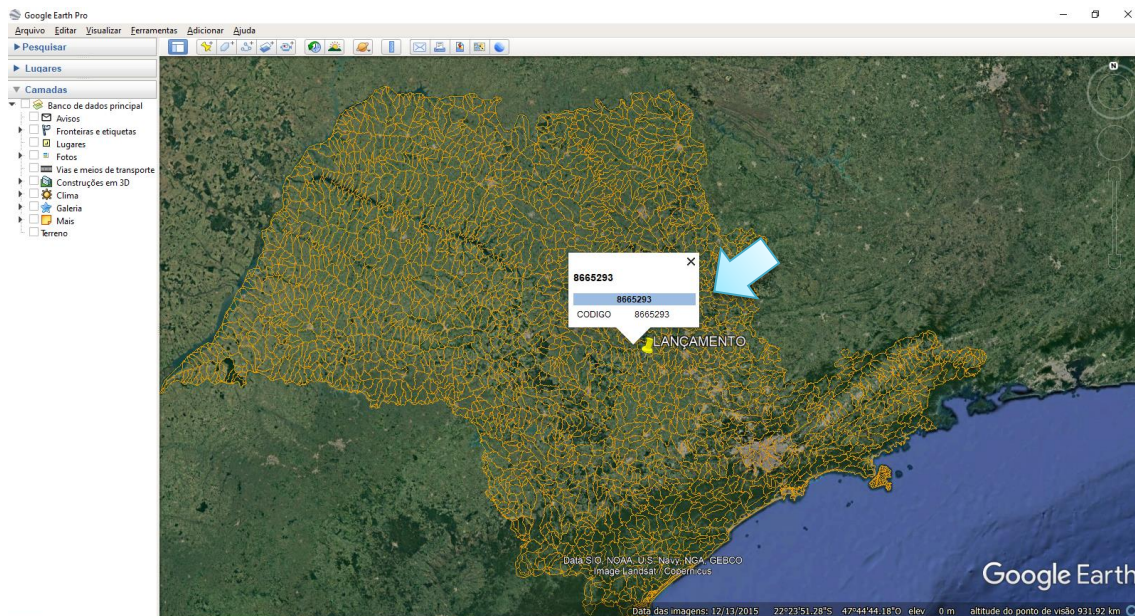 Google Earth Pro
Arquivo Editar Visualizar Ferramentas Adicionar Ajuda
Pesquisar
Lugares
Camadas
Banco de dados principal
Avisos
Fronteiras e etiquetas
Lugares
Fotos
Vias e meios de transporte
Construções em 3D
Clima
Galeria
Mais
Terreno
N
8665293
8665293
CODIGO 8665293
LANÇAMENTO
Data SIO, NOAA, U.S. Navy, NGA, GEBCO
Image Landsat / Copernicus
Google Earth
Data das imagens: 12/13/2015 22°23'51.28"S 47°44'44.18"O elev 0 m altitude do ponto de visão 931.92 km